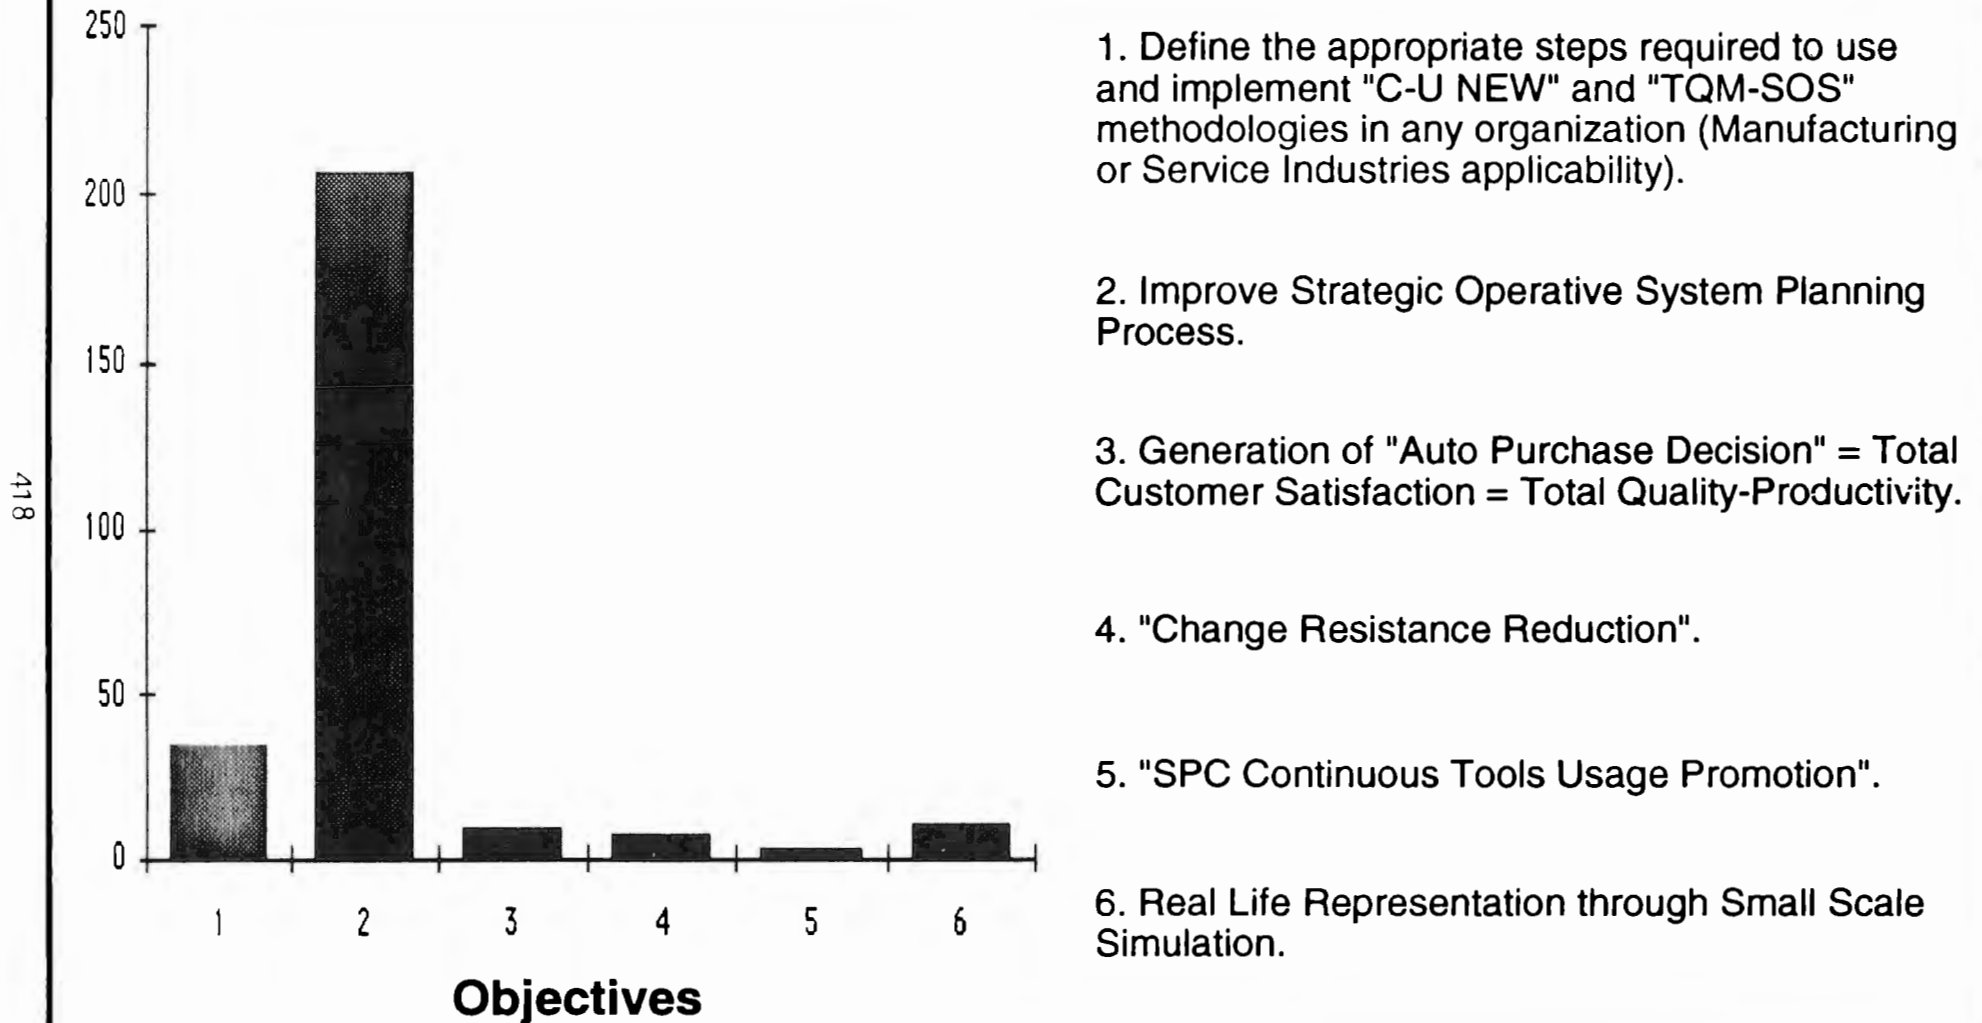 250
200
150
100
50
0
1
2
3
4
5
6
Objectives
418
1. Define the appropriate steps required to use
and implement "C-U NEW" and "TQM-SOS"
methodologies in any organization (Manufacturing
or Service Industries applicability).
2. Improve Strategic Operative System Planning
Process.
3. Generation of "Auto Purchase Decision" = Total
Customer Satisfaction = Total Quality-Productivity.
4. "Change Resistance Reduction".
5. "SPC Continuous Tools Usage Promotion".
6. Real Life Representation through Small Scale
Simulation.